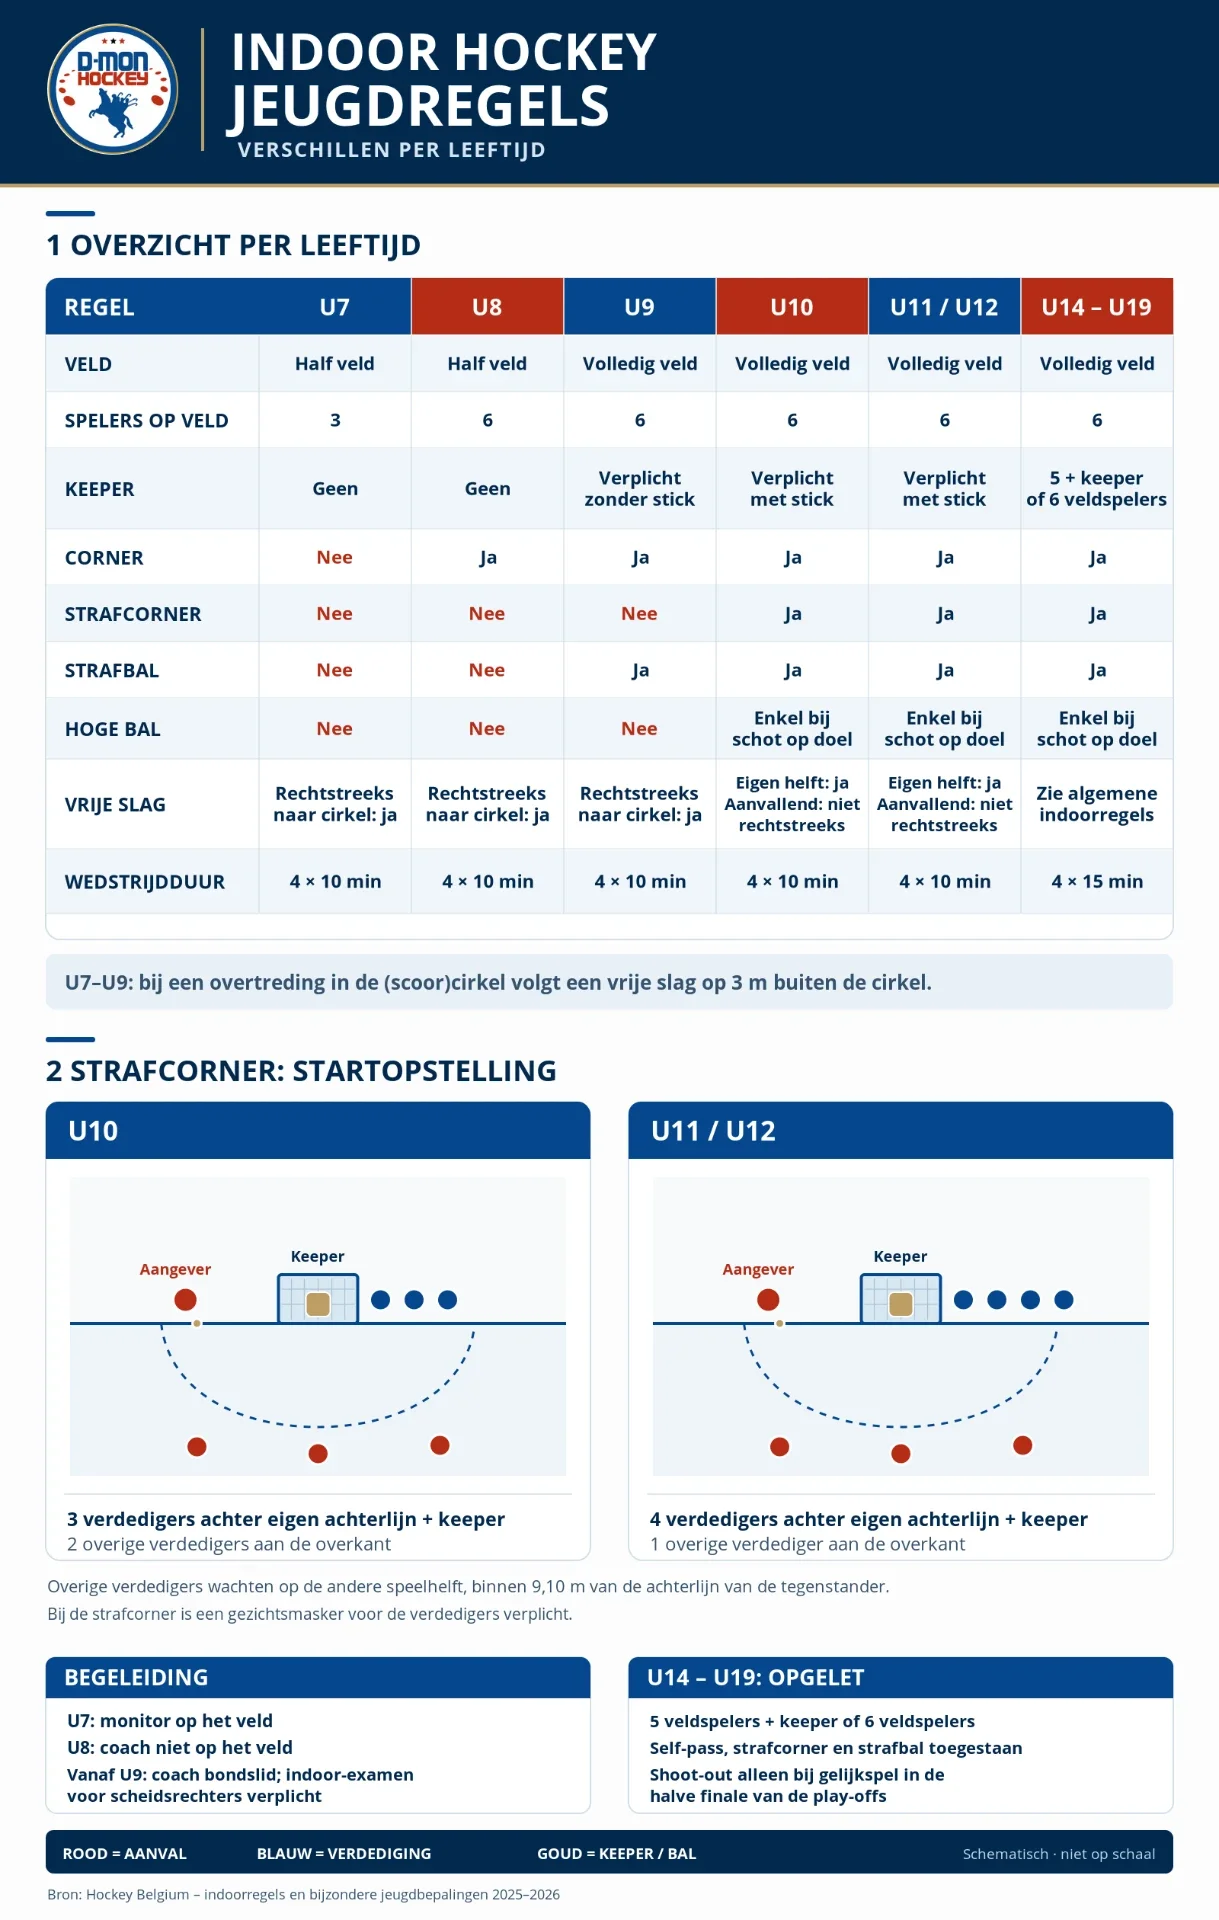 D-MON
HOCKEY
INDOOR HOCKEY
JEUGDREGELS
VERSCHILLEN PER LEEFTIJD
1 OVERZICHT PER LEEFTIJD
REGEL U7 U8 U9 U10 U11 / U12 U14 – U19
VELD Half veld Half veld Volledig veld Volledig veld Volledig veld Volledig veld
SPELERS OP VELD 3 6 6 6 6 6
KEEPER Geen Geen Verplicht zonder stick Verplicht met stick Verplicht met stick 5 + keeper of 6 veldspelers
CORNER Nee Ja Ja Ja Ja Ja
STRAFCORNER Nee Nee Nee Ja Ja Ja
STRAFBAL Nee Nee Ja Ja Ja Ja
HOGE BAL Nee Nee Nee Enkel bij schot op doel Enkel bij schot op doel Enkel bij schot op doel
VRIJE SLAG Rechtstreeks naar cirkel: ja Rechtstreeks naar cirkel: ja Rechtstreeks naar cirkel: ja Eigen helft: ja Aanvallend: niet rechtstreeks Eigen helft: ja Aanvallend: niet rechtstreeks Zie algemene indoorregels
WEDSTRIJDDUUR 4 × 10 min 4 × 10 min 4 × 10 min 4 × 10 min 4 × 10 min 4 × 15 min
U7–U9: bij een overtreding in de (scoor)cirkel volgt een vrije slag op 3 m buiten de cirkel.
2 STRAFCORNER: STARTOPSTELLING
U10
Keeper
Aangever
3 verdedigers achter eigen achterlijn + keeper
2 overige verdedigers aan de overkant
U11 / U12
Keeper
Aangever
4 verdedigers achter eigen achterlijn + keeper
1 overige verdediger aan de overkant
Overige verdedigers wachten op de andere speelhelft, binnen 9,10 m van de achterlijn van de tegenstander.
Bij de strafcorner is een gezichtsmasker voor de verdedigers verplicht.
BEGELEIDING
U7: monitor op het veld
U8: coach niet op het veld
Vanaf U9: coach bondslid; indoor-examen
voor scheidsrechters verplicht
U14 – U19: OPGELET
5 veldspelers + keeper of 6 veldspelers
Self-pass, strafcorner en strafbal toegestaan
Shoot-out alleen bij gelijkspel in de
halve finale van de play-offs
ROOD = AANVAL BLAUW = VERDEDIGING GOUD = KEEPER / BAL Schematisch · niet op schaal
Bron: Hockey Belgium – indoorregels en bijzondere jeugdbepalingen 2025–2026